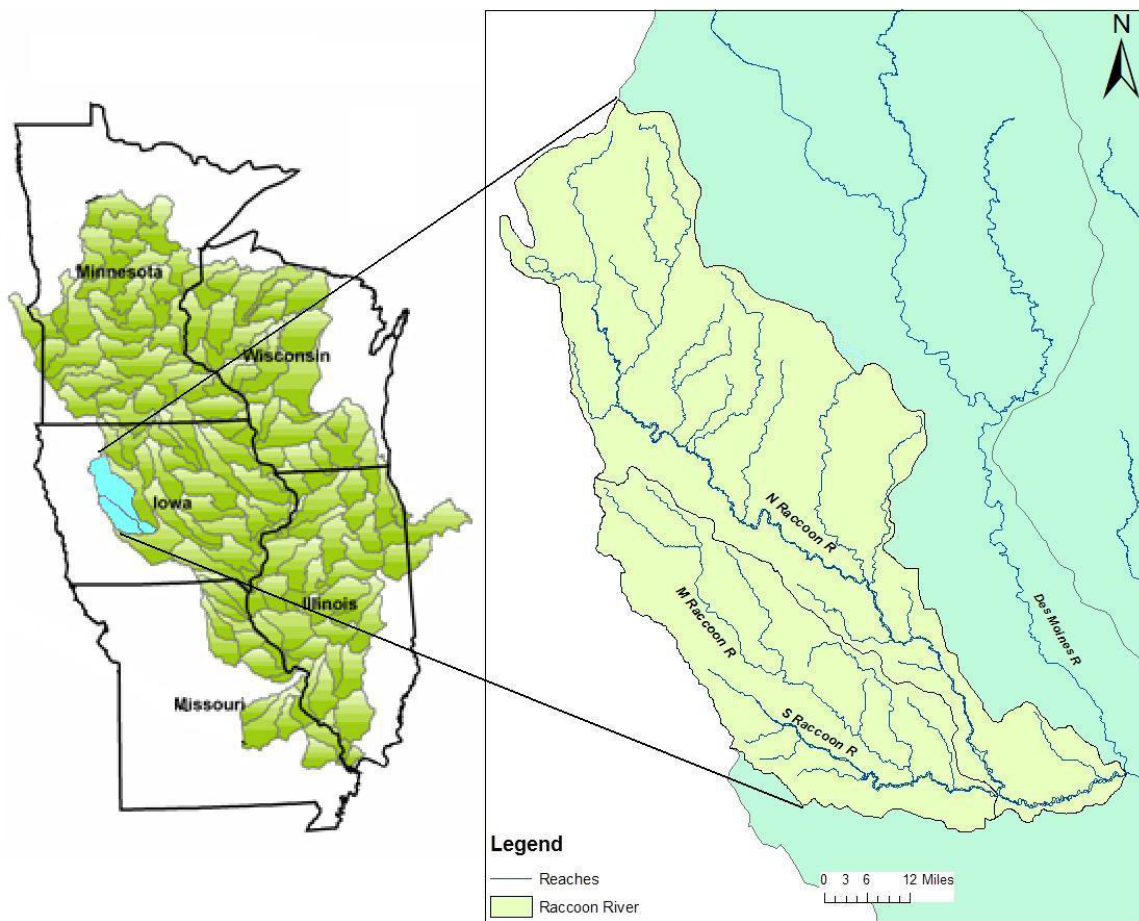 Minnesota
Wisconsin
Iowa
Illinois
Missouri
N
N Raccoon R
M Raccoon R
S Raccoon R
Des Moines R
Legend
Reaches
Raccoon River
0 3 6 12 Miles